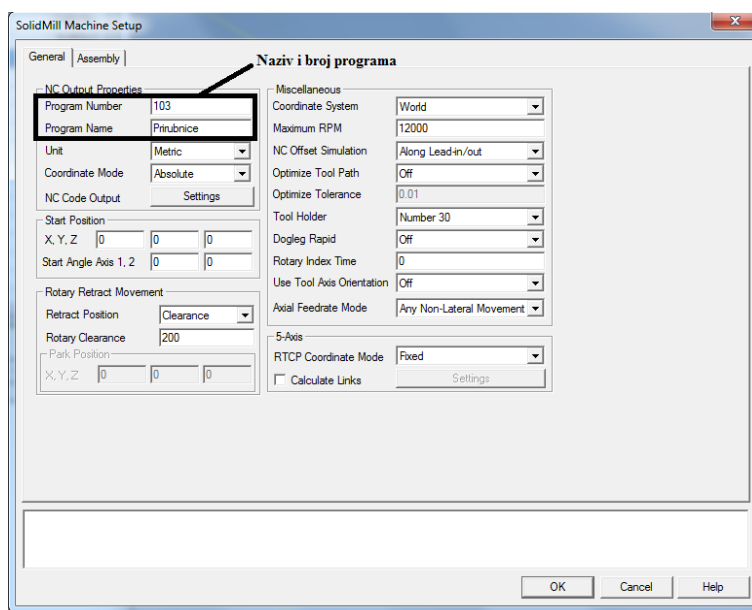 SolidMill Machine Setup
General
Assembly
Naziv i broj programa
NC Output Properties
Program Number 103
Program Name Prirubnice
Unit Metric
Coordinate Mode Absolute
NC Code Output Settings
Start Position
X, Y, Z 0 0 0
Start Angle Axis 1, 2 0 0
Rotary Retract Movement
Retract Position Clearance
Rotary Clearance 200
Park Position
X, Y, Z 0 0 0
Miscellaneous
Coordinate System World
Maximum RPM 12000
NC Offset Simulation Along Lead-in/out
Optimize Tool Path Off
Optimize Tolerance 0.01
Tool Holder Number 30
Dogleg Rapid Off
Rotary Index Time 0
Use Tool Axis Orientation Off
Axial Feedrate Mode Any Non-Lateral Movement
5-Axis
RTCP Coordinate Mode Fixed
Calculate Links Settings
OK Cancel Help